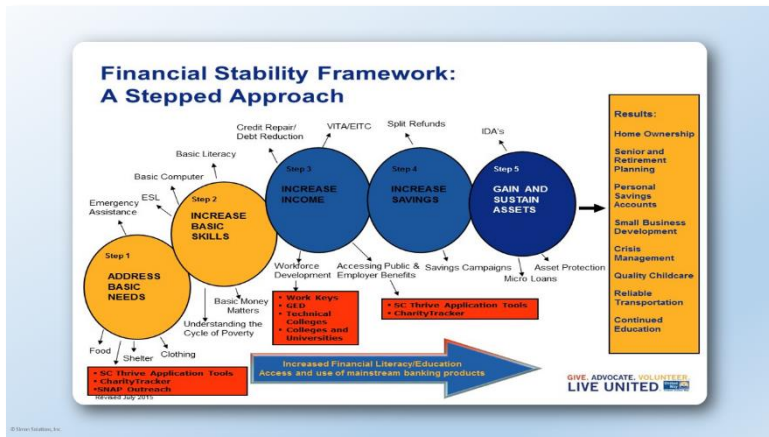 Financial Stability Framework:
A Stepped Approach
Emergency
Assistance
Step 1
ADDRESS
BASIC
NEEDS
Food
Shelter
Clothing
• SC Thrive Application Tools
• CharityTracker
• SNAP Outreach
Revised July 2015
ESL
Basic Computer
Basic Literacy
Step 2
INCREASE
BASIC
SKILLS
Understanding the
Cycle of Poverty
Basic Money
Matters
Credit Repair/
Debt Reduction
VITA/EITC
Step 3
INCREASE
INCOME
Workforce
Development
• Work Keys
• GED
• Technical
Colleges
• Colleges and
Universities
Accessing Public &
Employer Benefits
• SC Thrive Application Tools
• CharityTracker
Split Refunds
Step 4
INCREASE
SAVINGS
Savings Campaigns
IDA's
Step 5
GAIN AND
SUSTAIN
ASSETS
Micro Loans
Asset Protection
Results:
Home Ownership
Senior and
Retirement
Planning
Personal
Savings
Accounts
Small Business
Development
Crisis
Management
Quality Childcare
Reliable
Transportation
Continued
Education
Increased Financial Literacy/Education
Access and use of mainstream banking products
GIVE. ADVOCATE. VOLUNTEER.
LIVE UNITED